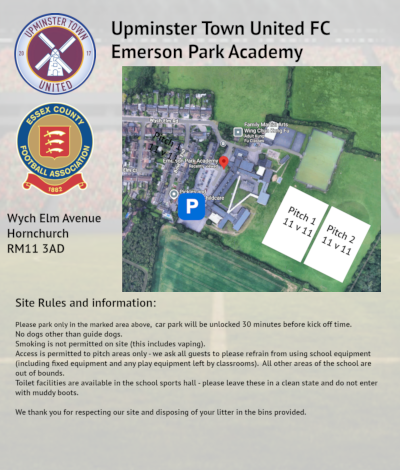 Upminster Town United FC
Emerson Park Academy
UPMINSTER TOWN
20 17
UNITED
ESSEX COUNTY
FOOTBALL ASSOCIATION
1882
Wych Elm Avenue
Hornchurch
RM11 3AD
Emerson Park Academy
P
Pitch 1
11 v 11
Pitch 2
11 v 11
Site Rules and information:
Please park only in the marked area above, car park will be unlocked 30 minutes before kick off time.
No dogs other than guide dogs.
Smoking is not permitted on site (this includes vaping).
Access is permitted to pitch areas only - we ask all guests to please refrain from using school equipment
(including fixed equipment and any play equipment left by classrooms). All other areas of the school are
out of bounds.
Toilet facilities are available in the school sports hall - please leave these in a clean state and do not enter
with muddy boots.
We thank you for respecting our site and disposing of your litter in the bins provided.